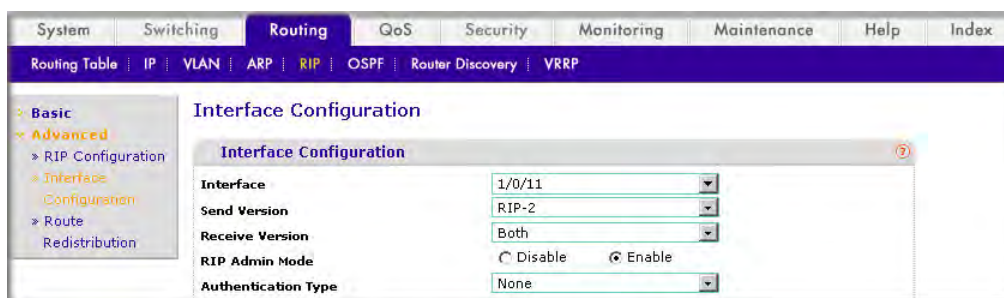 System Switching Routing QoS Security Monitoring Maintenance Help Index
Routing Table IP VLAN ARP RIP OSPF Router Discovery VRRP
Basic
Advanced
» RIP Configuration
» Interface
Configuration
» Route
Redistribution
Interface Configuration
Interface Configuration ?
Interface 1/0/11
Send Version RIP-2
Receive Version Both
RIP Admin Mode Disable Enable
Authentication Type None